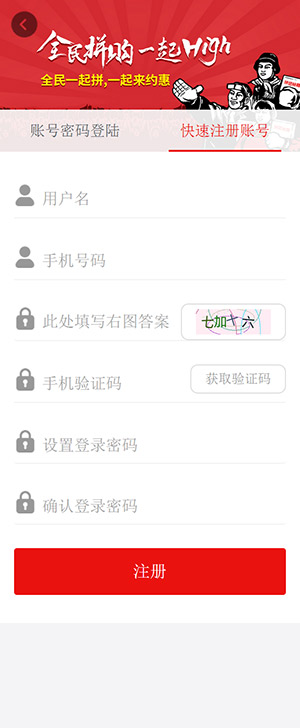 全民拼购一起High
全民一起拼,一起来约惠
账号密码登陆
快速注册账号
用户名
手机号码
此处填写右图答案
七加十六
手机验证码
获取验证码
设置登录密码
确认登录密码
注册